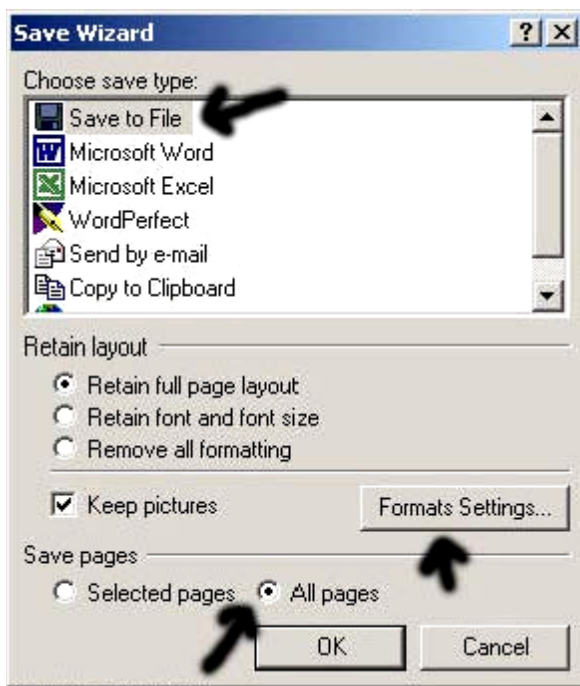 Save Wizard
Choose save type:
Save to File
Microsoft Word
Microsoft Excel
WordPerfect
Send by e-mail
Copy to Clipboard
Retain layout
Retain full page layout
Retain font and font size
Remove all formatting
Keep pictures Formats Settings...
Save pages
Selected pages All pages
OK Cancel